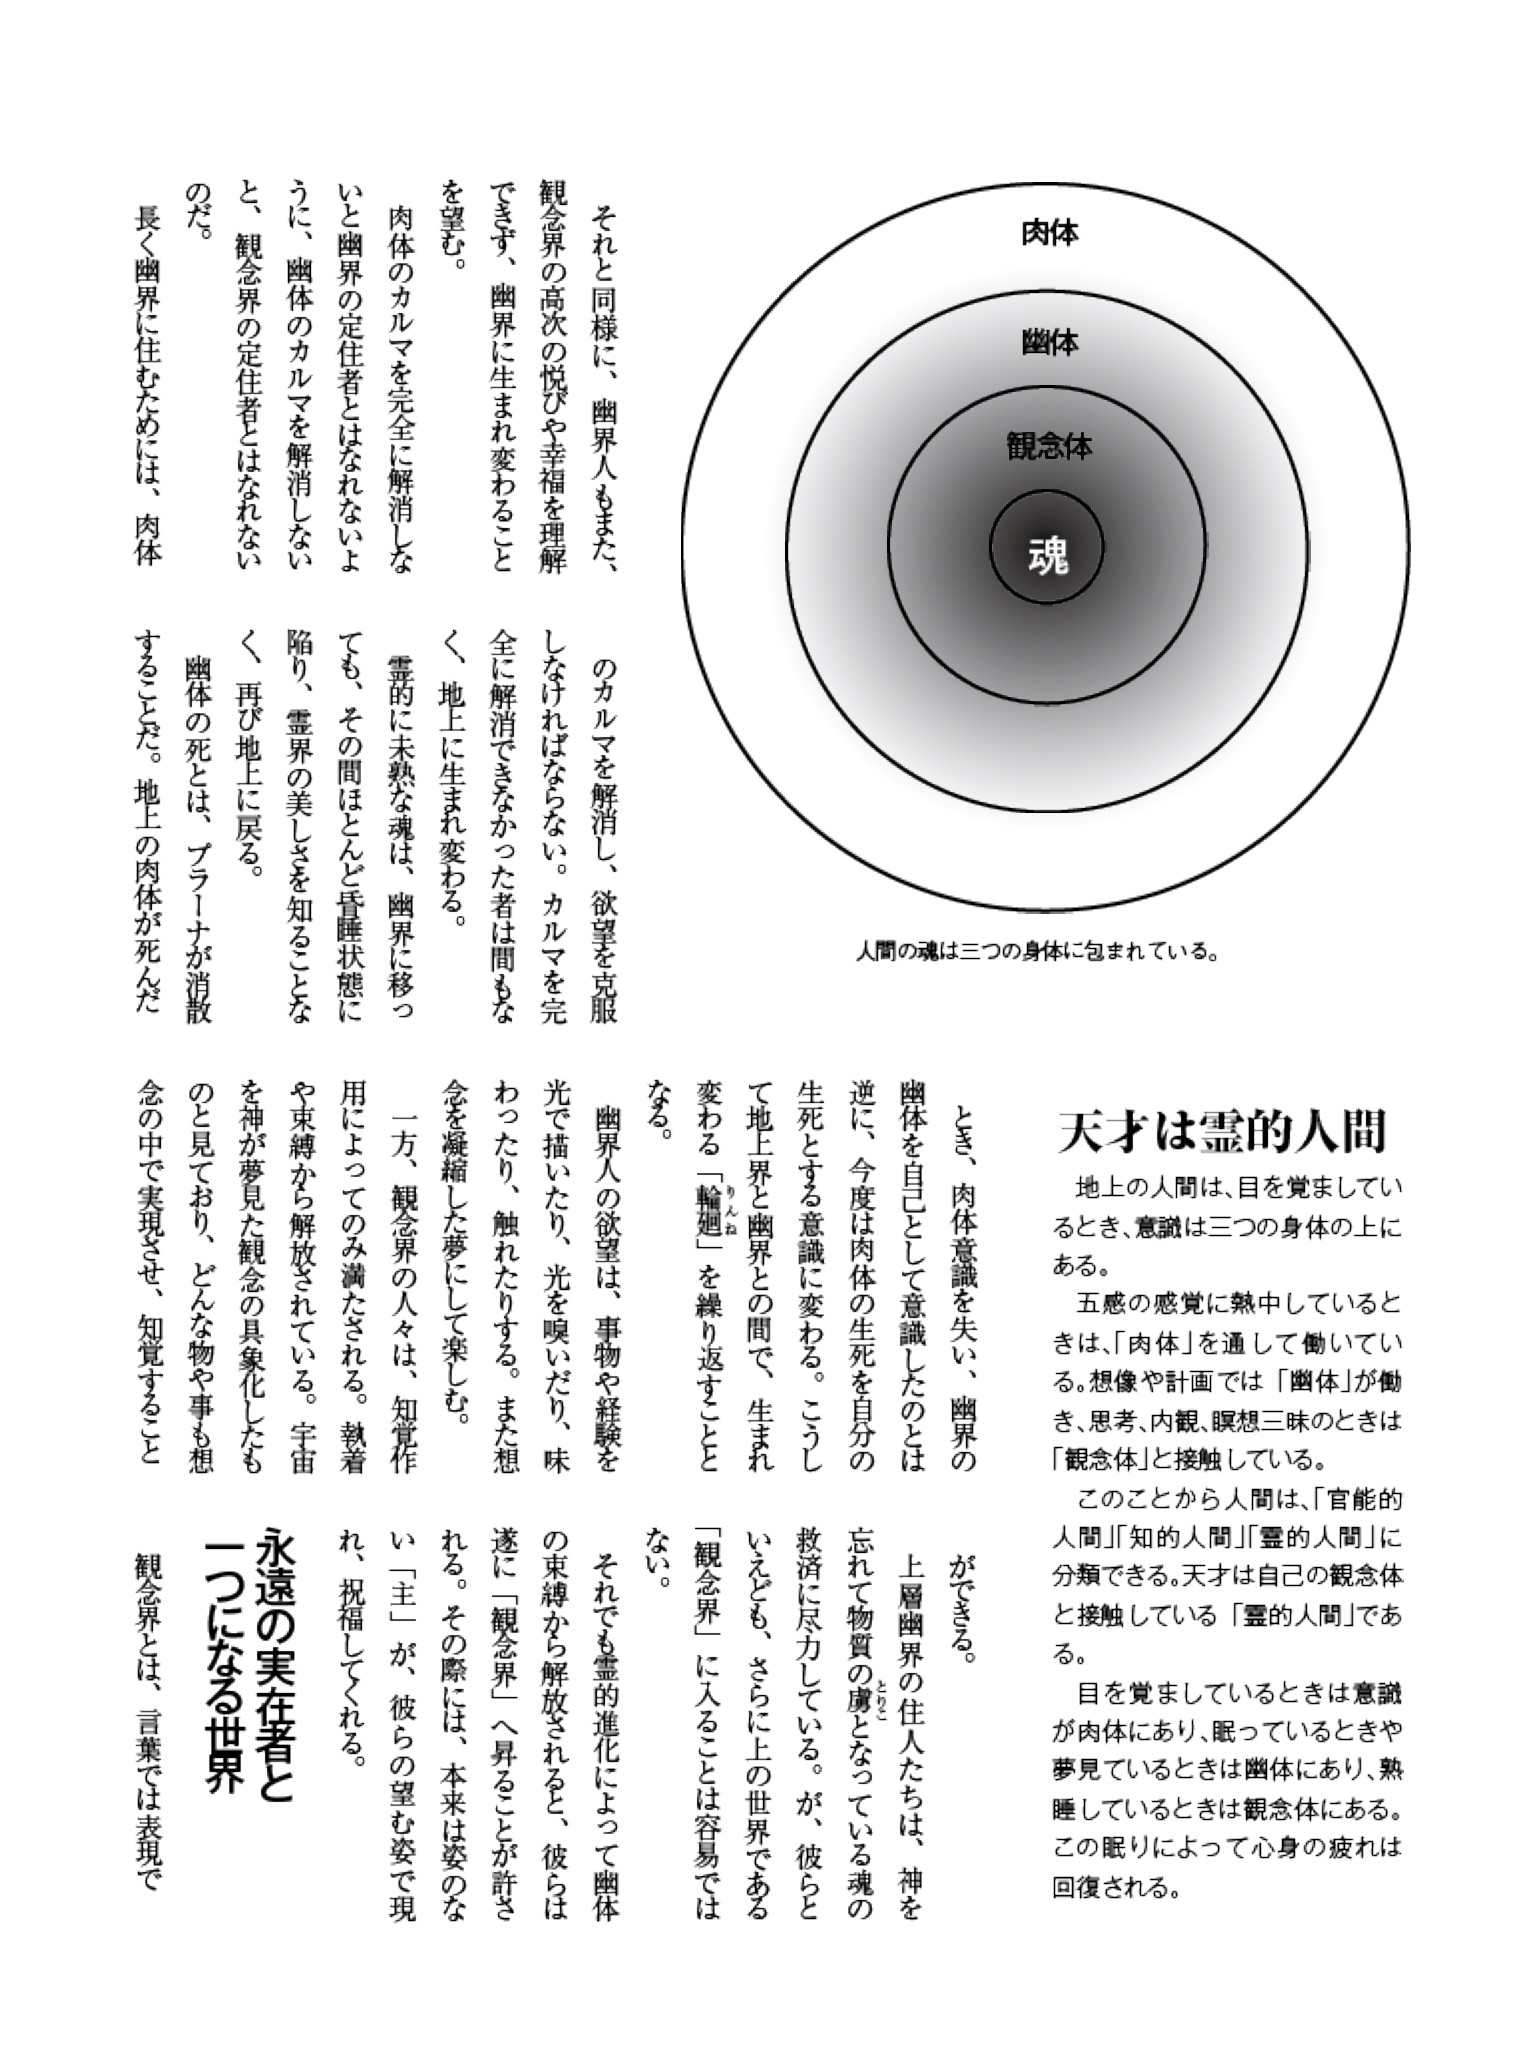 肉体
幽体
観念体
魂
人間の魂は三つの身体に包まれている。
それと同様に、幽界人もまた、
観念界の高次の悦びや幸福を理解
できず、幽界に生まれ変わること
を望む。
肉体のカルマを完全に解消しな
いと幽界の定住者とはなれないよ
うに、幽体のカルマを解消しない
と、観念界の定住者とはなれない
のだ。
長く幽界に住むためには、肉体
のカルマを解消し、欲望を克服
しなければならない。カルマを完
全に解消できなかった者は間もな
く、地上に生まれ変わる。
霊的に未熟な魂は、幽界に移っ
ても、その間ほとんど昏睡状態に
陥り、霊界の美しさを知ることな
く、再び地上に戻る。
幽体の死とは、プラーナが消散
することだ。地上の肉体が死んだ
とき、肉体意識を失い、幽界の
幽体を自己として意識したのとは
逆に、今度は肉体の生死を自分の
生死とする意識に変わる。こうし
て地上界と幽界との間で、生まれ
変わる「輪廻」を繰り返すことと
りんね
なる。
幽界人の欲望は、事物や経験を
光で描いたり、光を嗅いだり、味
わったり、触れたりする。また想
念を凝縮した夢にして楽しむ。
一方、観念界の人々は、知覚作
用によってのみ満たされる。執着
や束縛から解放されている。宇宙
を神が夢見た観念の具象化したも
のと見ており、どんな物や事も想
念の中で実現させ、知覚すること
ができる。
上層幽界の住人たちは、神を
忘れて物質の虜となっている魂の
とりこ
救済に尽力している。が、彼らと
いえども、さらに上の世界である
「観念界」に入ることは容易では
ない。
それでも霊的進化によって幽体
の束縛から解放されると、彼らは
遂に「観念界」へ昇ることが許さ
れる。その際には、本来は姿のな
い「主」が、彼らの望む姿で現
れ、祝福してくれる。
永遠の実在者と
一つになる世界
観念界とは、言葉では表現で
天才は霊的人間
地上の人間は、目を覚ましてい
るとき、意識は三つの身体の上に
ある。
五感の感覚に熱中していると
きは、「肉体」を通して働いてい
る。想像や計画では「幽体」が働
き、思考、内観、瞑想三昧のときは
「観念体」と接触している。
このことから人間は、「官能的
人間」「知的人間」「霊的人間」に
分類できる。天才は自己の観念体
と接触している「霊的人間」であ
る。
目を覚ましているときは意識
が肉体にあり、眠っているときや
夢見ているときは幽体にあり、熟
睡しているときは観念体にある。
この眠りによって心身の疲れは
回復される。